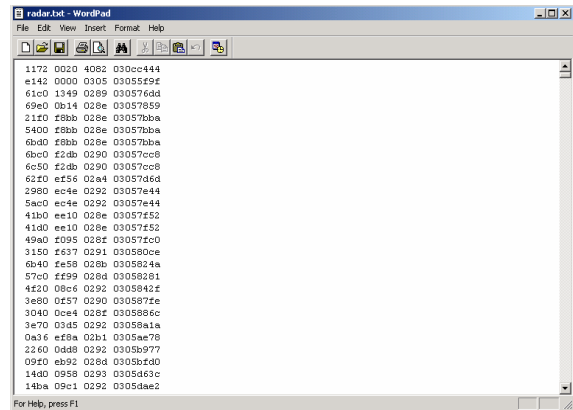 radar.txt - WordPad
File Edit View Insert Format Help
1172 0020 4082 030cc444
e142 0000 0305 03055f9f
61c0 1349 0289 030576dd
69e0 0b14 028e 03057859
21f0 f8bb 028e 03057bba
5400 f8bb 028e 03057bba
6bd0 f8bb 028e 03057bba
6bc0 f2db 0290 03057cc8
6c50 f2db 0290 03057cc8
62f0 ef56 02a4 03057d6d
2980 ec4e 0292 03057e44
5ac0 ec4e 0292 03057e44
41b0 ee10 028e 03057f52
41d0 ee10 028e 03057f52
49a0 f095 028f 03057fc0
3150 f637 0291 030580ce
6b40 fe58 028b 0305824a
57c0 ff99 028d 03058281
4f20 08c6 0292 0305842f
3e80 0f57 0290 030587fe
3040 0ce4 028f 0305886c
3e70 03d5 0292 03058a1a
0a36 ef8a 02b1 0305ae78
2260 0dd8 0292 0305b977
09f0 eb92 028d 0305bfd0
14d0 0958 0293 0305d63c
14ba 09c1 0292 0305dae2
For Help, press F1